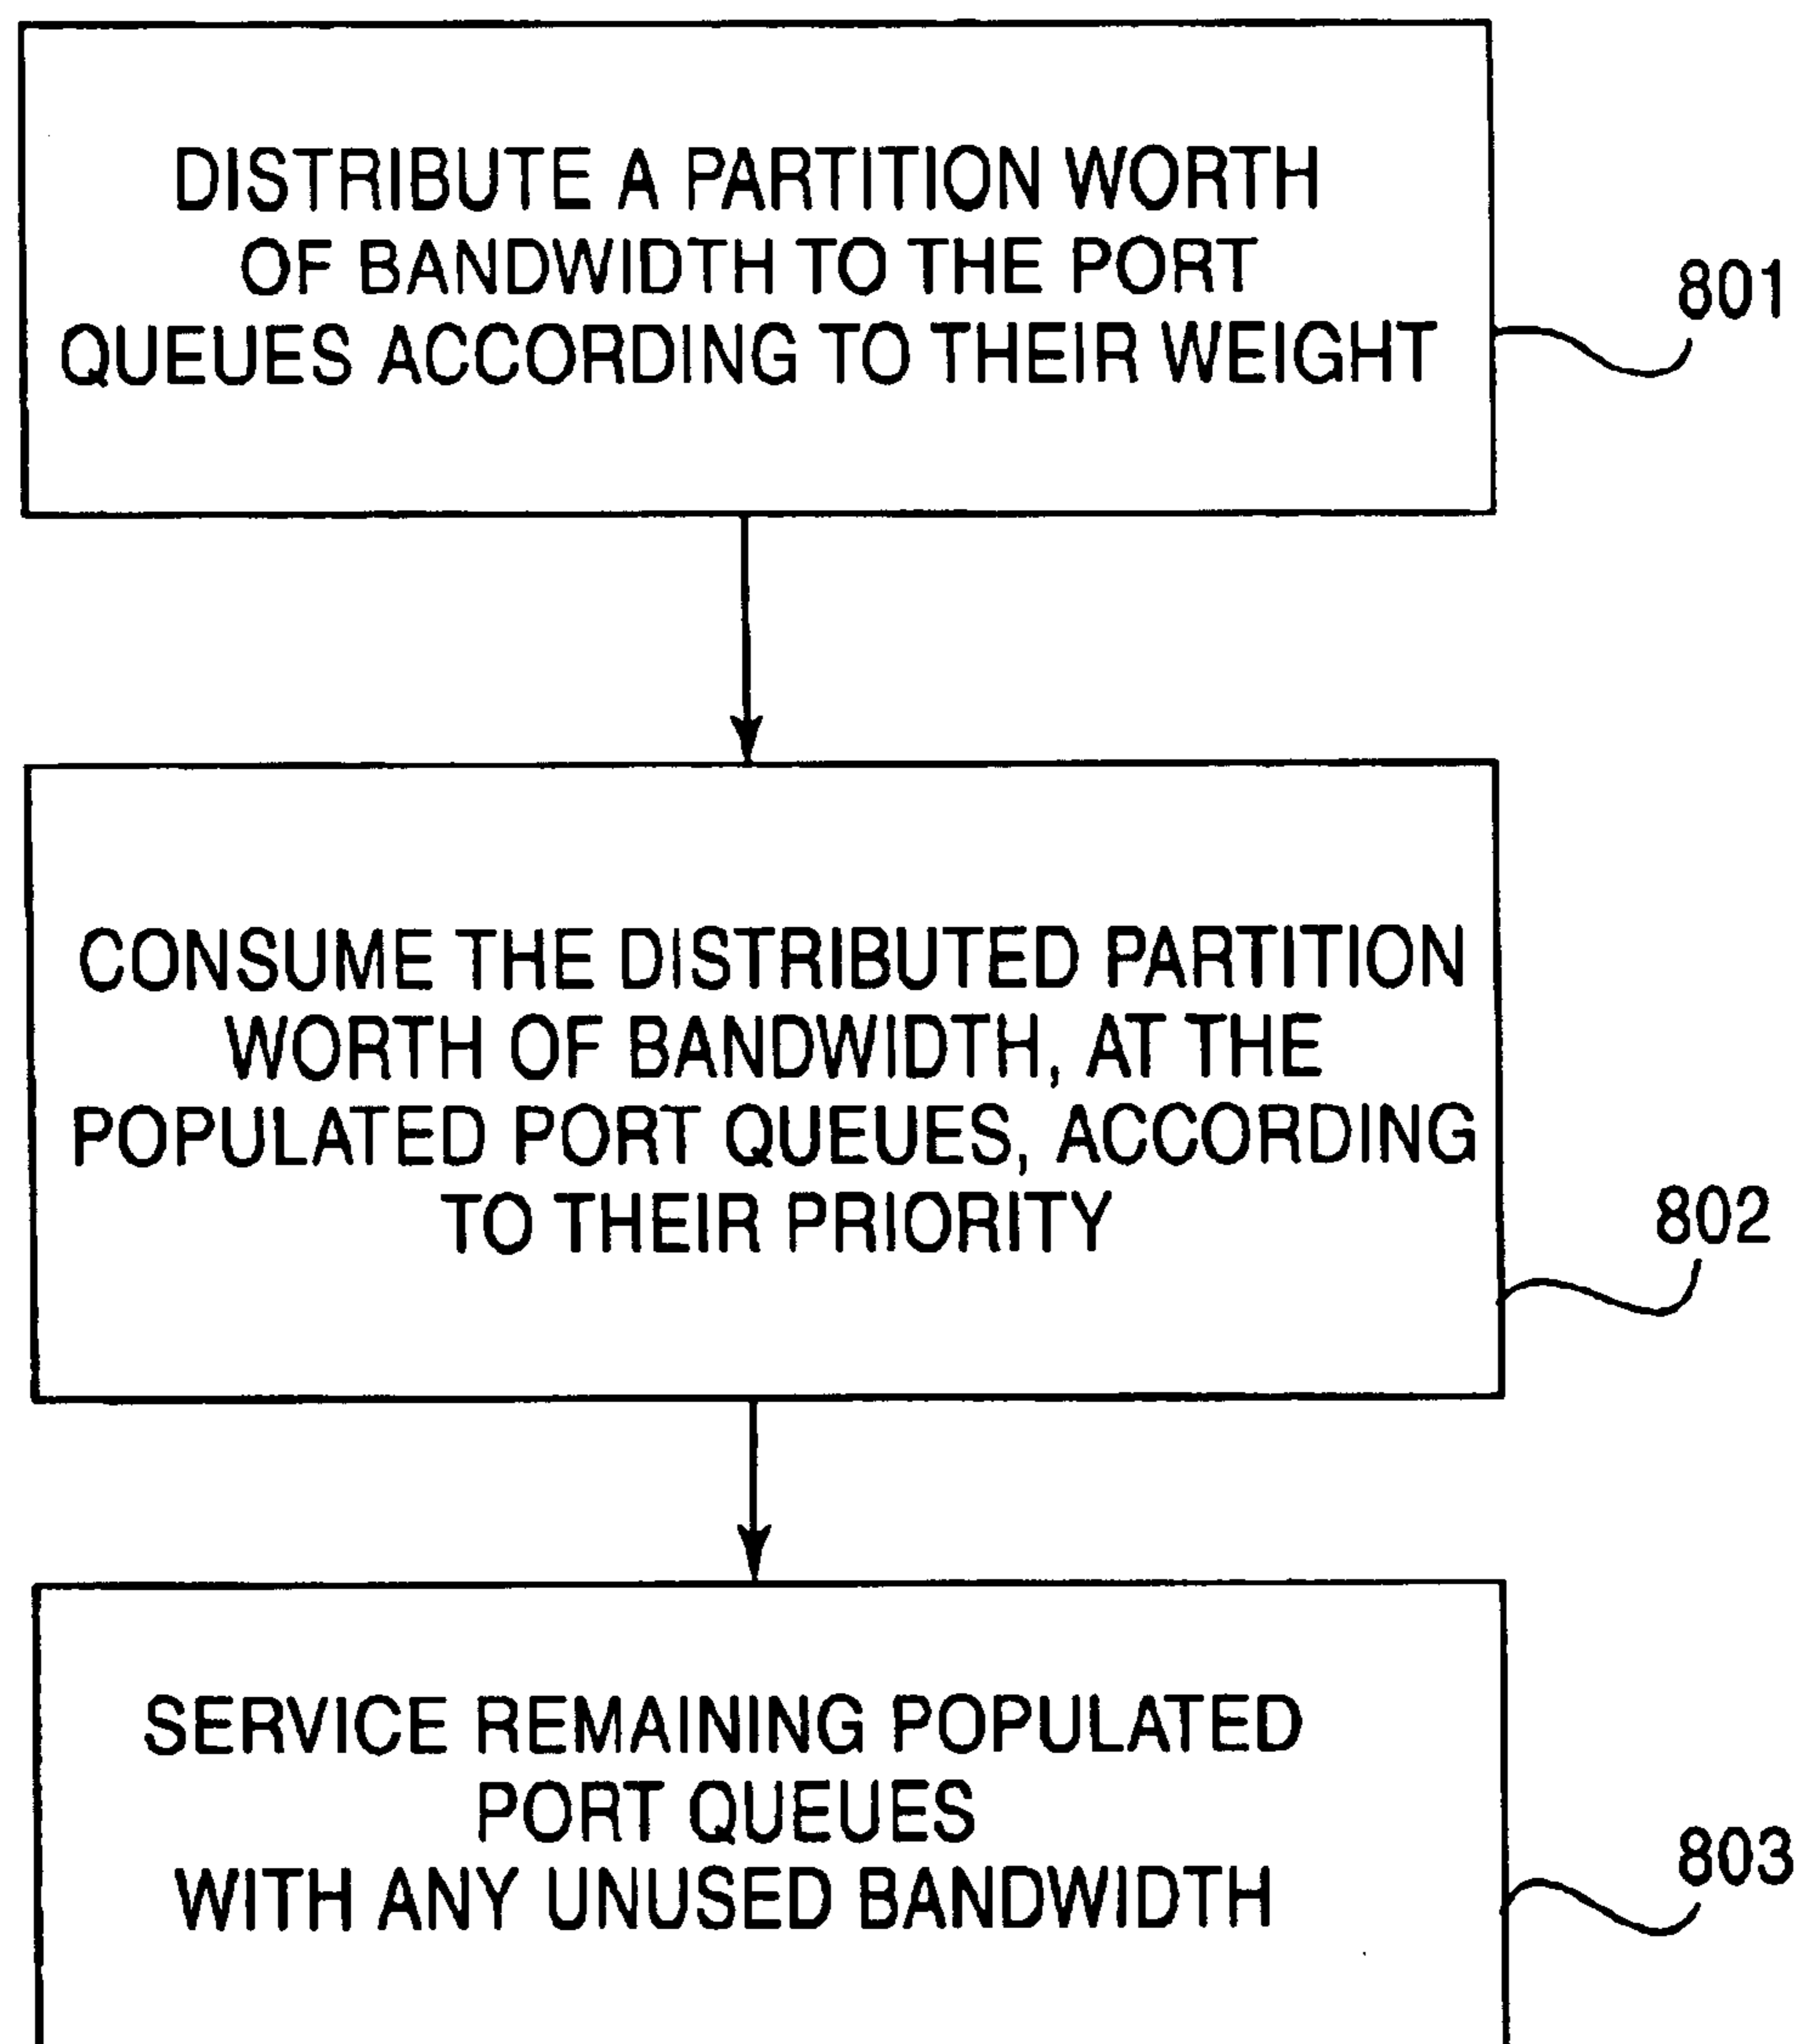 DISTRIBUTE A PARTITION WORTH
OF BANDWIDTH TO THE PORT
QUEUES ACCORDING TO THEIR WEIGHT
801
CONSUME THE DISTRIBUTED PARTITION
WORTH OF BANDWIDTH, AT THE
POPULATED PORT QUEUES, ACCORDING
TO THEIR PRIORITY
802
SERVICE REMAINING POPULATED
PORT QUEUES
WITH ANY UNUSED BANDWIDTH
803